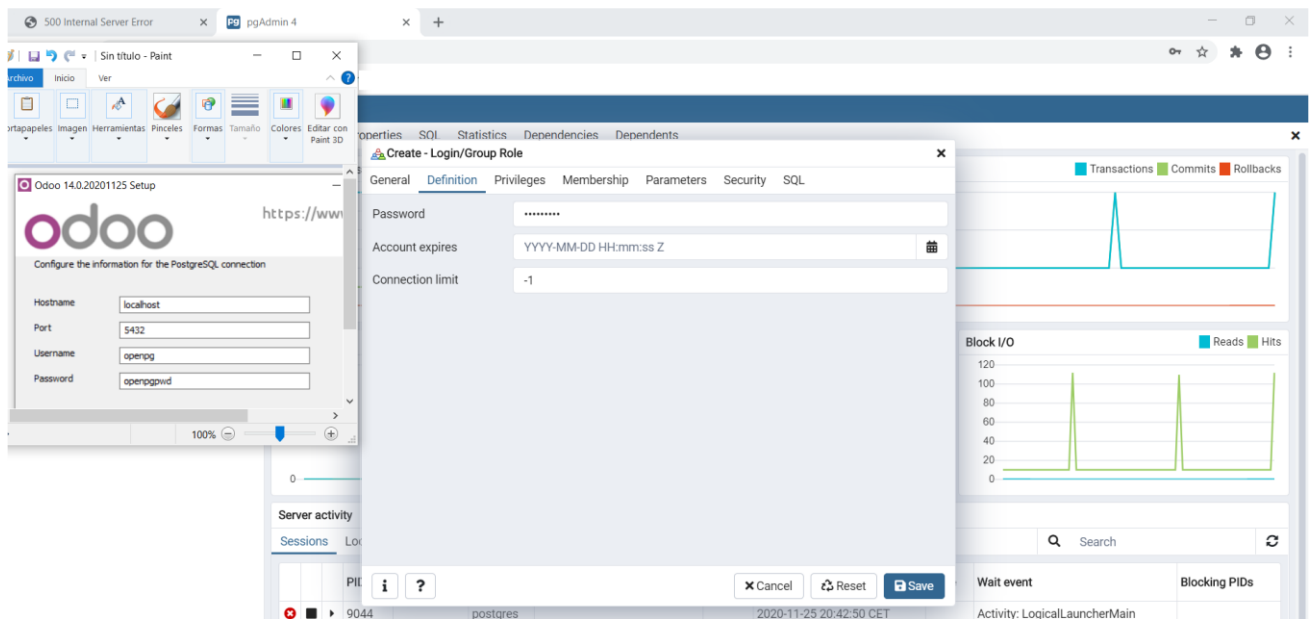 500 Internal Server Error
Pg pgAdmin 4
Sin título - Paint
Archivo Inicio Ver
Imagen Herramientas Pinceles Formas Tamaño Colores Editar con
Paint 3D
Properties SQL Statistics Dependencies Dependents
Create - Login/Group Role
General Definition Privileges Membership Parameters Security SQL
Transactions Commits Rollbacks
Odoo 14.0.20201125 Setup
https://www
odoo
Configure the information for the PostgreSQL connection
Hostname localhost
Port 5432
Username openpg
Password openpgpwd
100%
Password •••••••••
Account expires YYYY-MM-DD HH:mm:ss Z
Connection limit -1
Block I/O Reads Hits
120
100
80
60
40
20
0
0
Server activity
Sessions
Search
i ? Cancel Reset Save
PID Wait event Blocking PIDs
9044 postgres 2020-11-25 20:42:50 CET Activity: LogicalLauncherMain